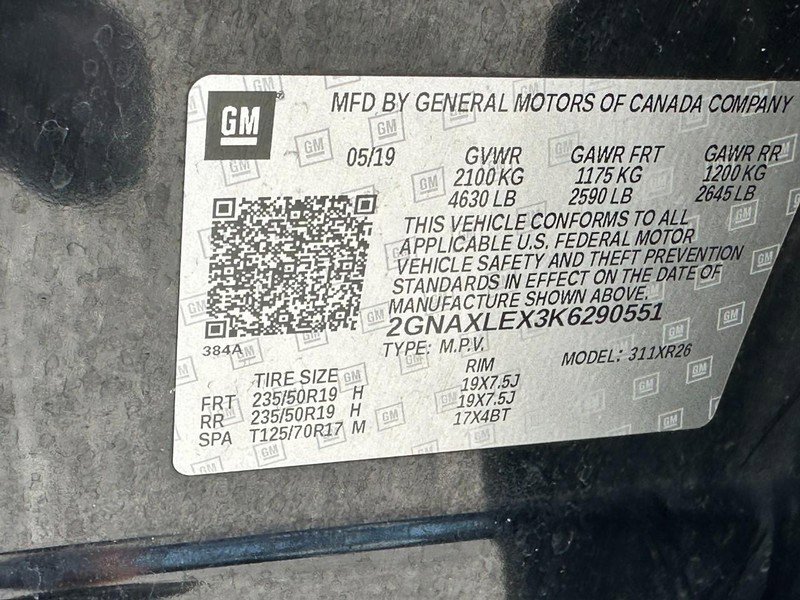 GM
MFD BY GENERAL MOTORS OF CANADA COMPANY
05/19 GVWR GAWR FRT GAWR RR
2100 KG 1175 KG 1200 KG
4630 LB 2590 LB 2645 LB
THIS VEHICLE CONFORMS TO ALL
APPLICABLE U.S. FEDERAL MOTOR
VEHICLE SAFETY AND THEFT PREVENTION
STANDARDS IN EFFECT ON THE DATE OF
MANUFACTURE SHOWN ABOVE.
2GNAXLEX3K6290551
384A
TYPE: M.P.V. MODEL: 311XR26
TIRE SIZE RIM
FRT 235/50R19 H 19X7.5J
RR 235/50R19 H 19X7.5J
SPA T125/70R17 M 17X4BT